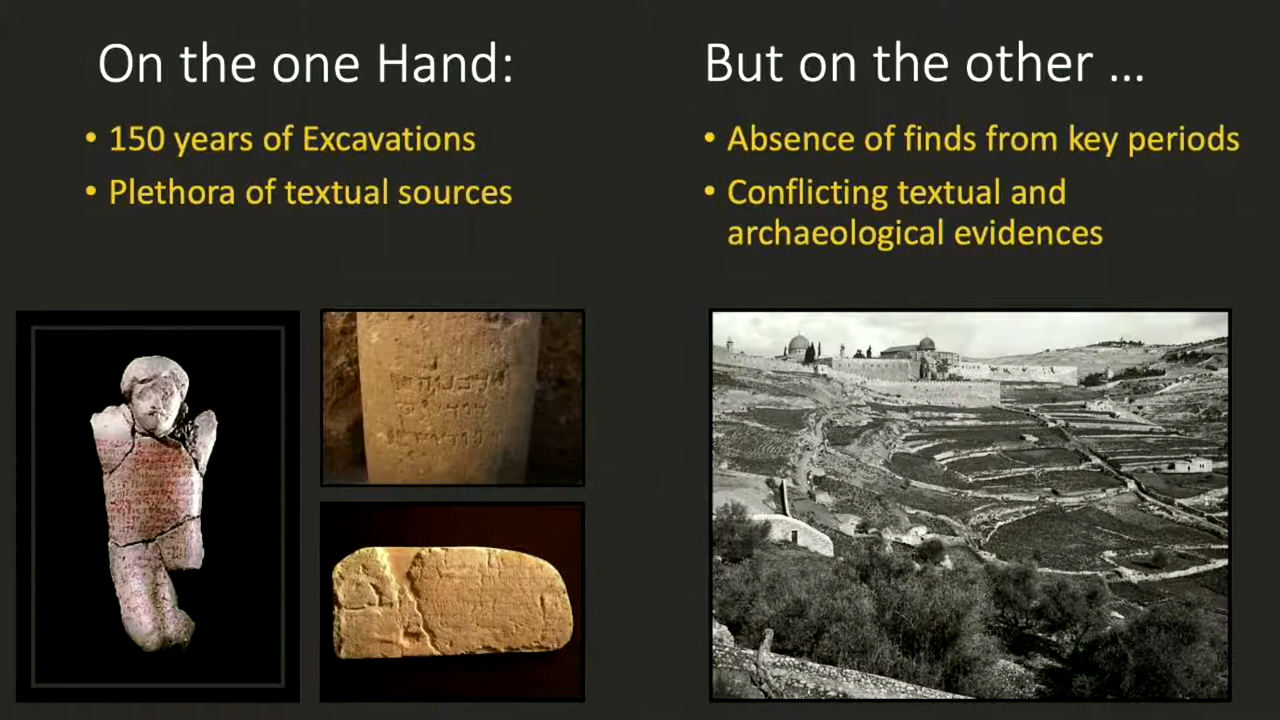 On the one Hand:
• 150 years of Excavations
• Plethora of textual sources
But on the other ...
• Absence of finds from key periods
• Conflicting textual and
archaeological evidences